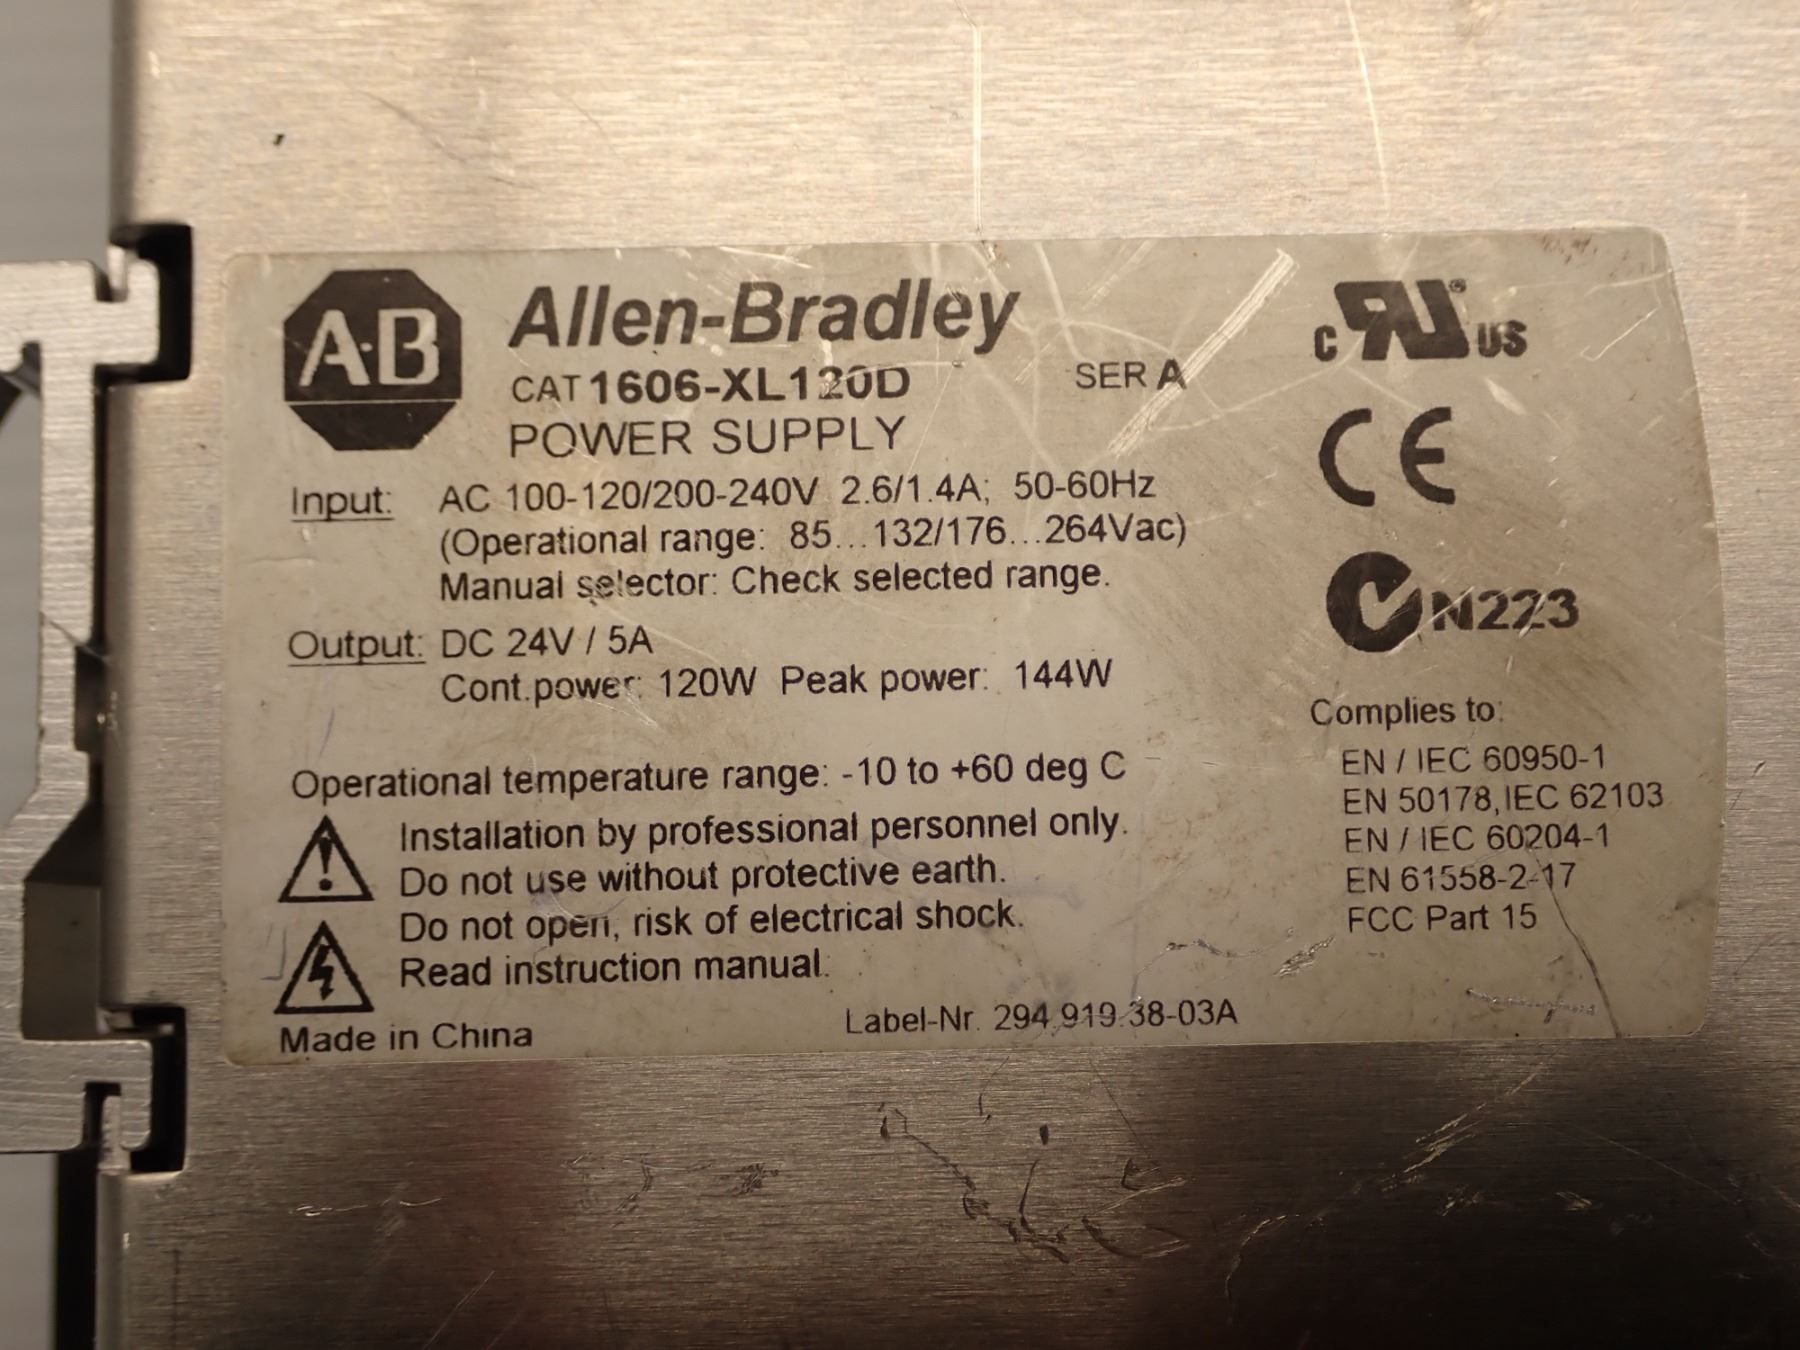 A·B Allen-Bradley
CAT 1606-XL120D SER A
POWER SUPPLY
Input: AC 100-120/200-240V 2.6/1.4A; 50-60Hz
(Operational range: 85...132/176...264Vac)
Manual selector: Check selected range.
Output: DC 24V / 5A
Cont.power: 120W Peak power: 144W
Operational temperature range: -10 to +60 deg C
Installation by professional personnel only.
Do not use without protective earth.
Do not open, risk of electrical shock.
Read instruction manual.
Made in China
Label-Nr. 294.919.38-03A
C RU® US
CE
N223
Complies to:
EN / IEC 60950-1
EN 50178, IEC 62103
EN / IEC 60204-1
EN 61558-2-17
FCC Part 15